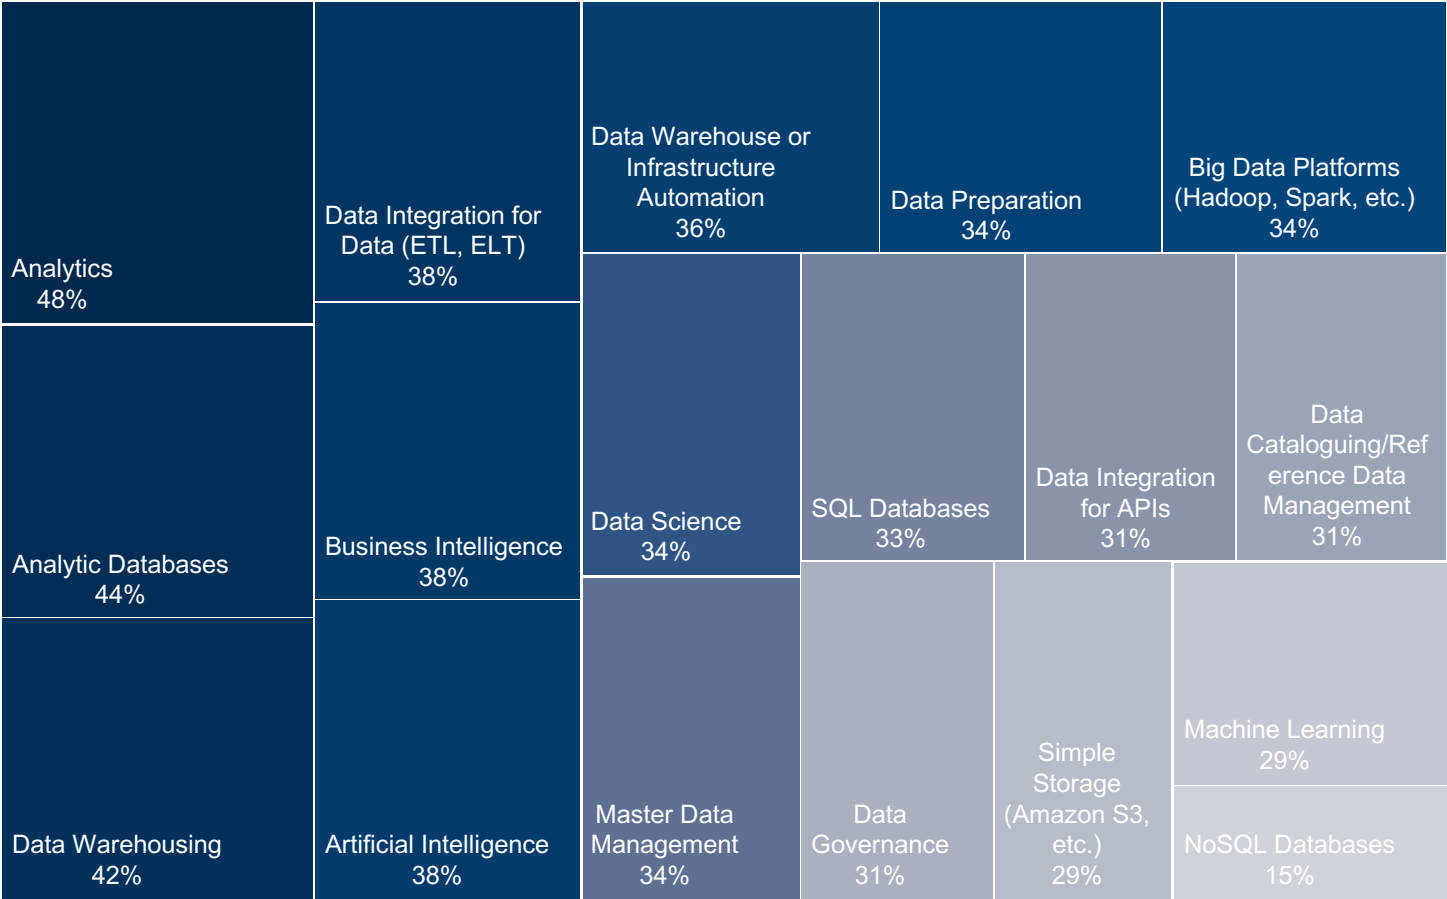 Analytics
48%
Analytic Databases
44%
Data Warehousing
42%
Data Integration for
Data (ETL, ELT)
38%
Business Intelligence
38%
Artificial Intelligence
38%
Data Warehouse or
Infrastructure
Automation
36%
Data Preparation
34%
Big Data Platforms
(Hadoop, Spark, etc.)
34%
Data Science
34%
Master Data
Management
34%
SQL Databases
33%
Data Integration
for APIs
31%
Data
Cataloguing/Ref
erence Data
Management
31%
Data
Governance
31%
Simple
Storage
(Amazon S3,
etc.)
29%
Machine Learning
29%
NoSQL Databases
15%